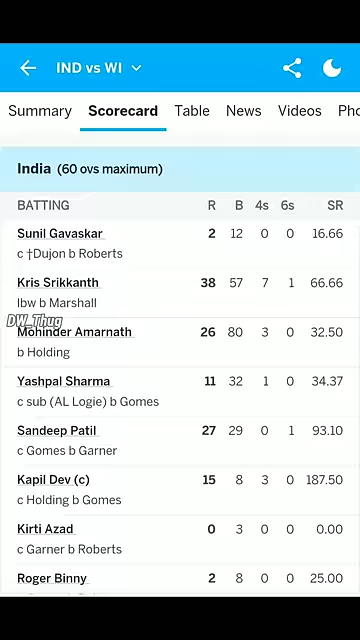 IND vs WI
Summary Scorecard Table News Videos Pho
India (60 ovs maximum)
BATTING R B 4s 6s SR
Sunil Gavaskar 2 12 0 0 16.66
c †Dujon b Roberts
Kris Srikkanth 38 57 7 1 66.66
lbw b Marshall
DW_Thug
Mohinder Amarnath 26 80 3 0 32.50
b Holding
Yashpal Sharma 11 32 1 0 34.37
c sub (AL Logie) b Gomes
Sandeep Patil 27 29 0 1 93.10
c Gomes b Garner
Kapil Dev (c) 15 8 3 0 187.50
c Holding b Gomes
Kirti Azad 0 3 0 0 0.00
c Garner b Roberts
Roger Binny 2 8 0 0 25.00